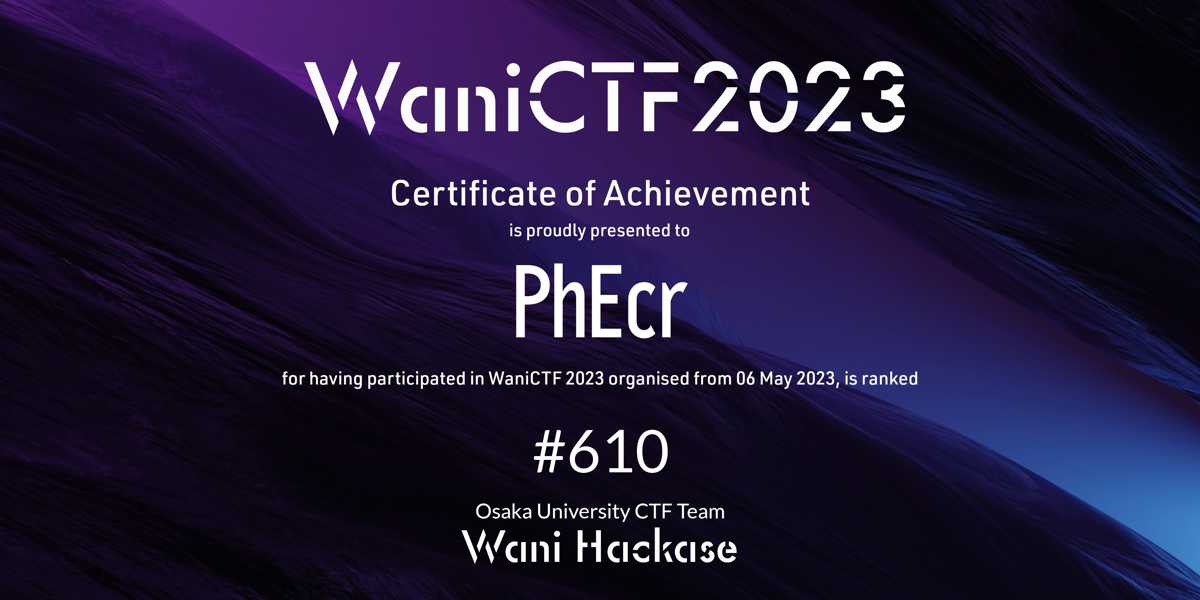 WaniCTF2023
Certificate of Achievement
is proudly presented to
PhEcr
for having participated in WaniCTF 2023 organised from 06 May 2023, is ranked
#610
Osaka University CTF Team
Wani Hackase